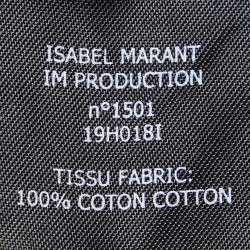 ISABEL MARANT
IM PRODUCTION
n°1501
19H018I
TISSU FABRIC:
100% COTON COTTON